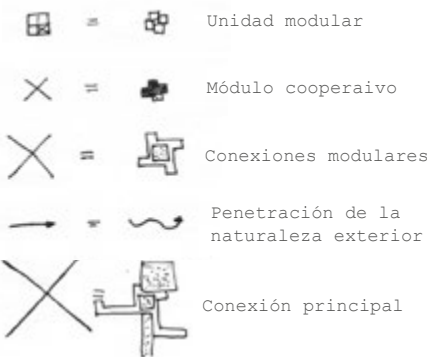 Unidad modular
Módulo cooperaivo
Conexiones modulares
Penetración de la
naturaleza exterior
Conexión principal